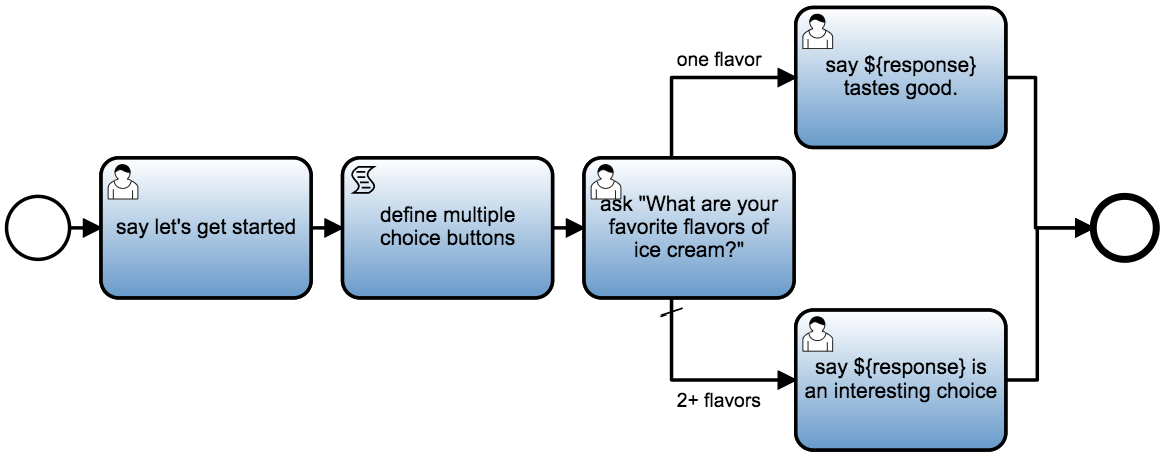 one flavor
say ${response}
tastes good.
say let's get started
define multiple
choice buttons
ask "What are your
favorite flavors of
ice cream?"
say ${response} is
an interesting choice
2+ flavors